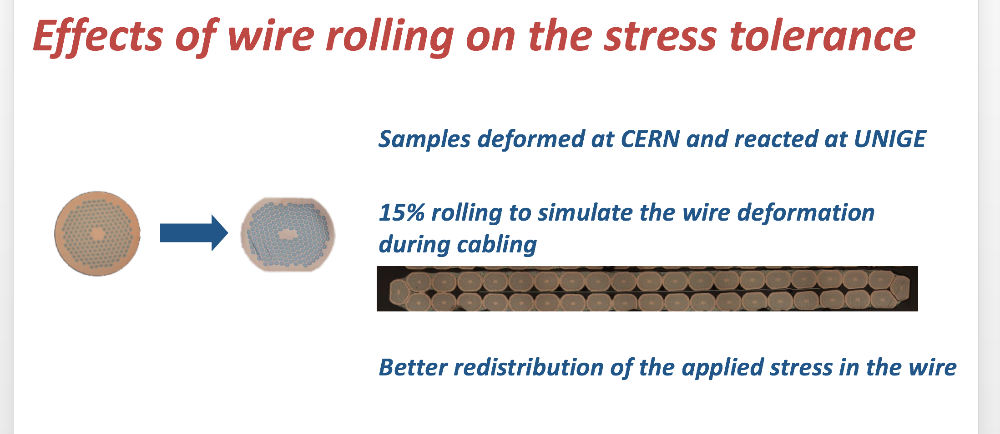 Effects of wire rolling on the stress tolerance
Samples deformed at CERN and reacted at UNIGE
15% rolling to simulate the wire deformation
during cabling
Better redistribution of the applied stress in the wire